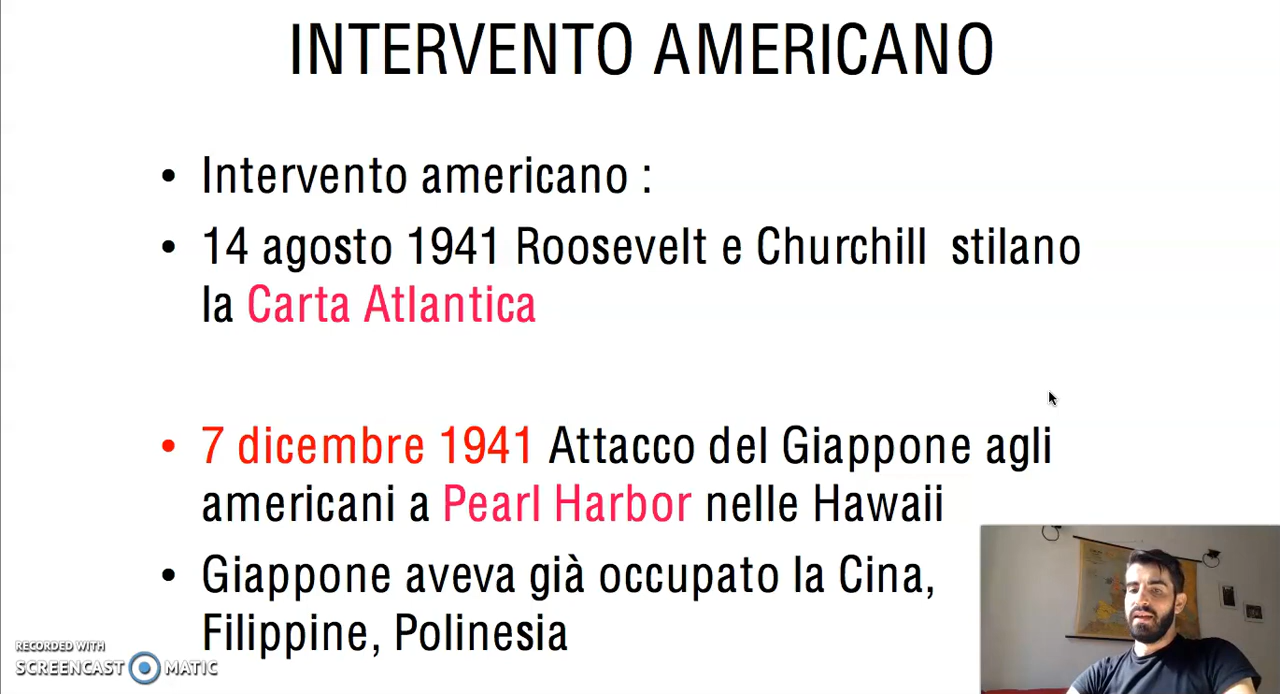 INTERVENTO AMERICANO
• Intervento americano :
• 14 agosto 1941 Roosevelt e Churchill stilano
la Carta Atlantica
• 7 dicembre 1941 Attacco del Giappone agli
americani a Pearl Harbor nelle Hawaii
• Giappone aveva già occupato la Cina,
Filippine, Polinesia
RECORDED WITH
SCREENCAST MATIC